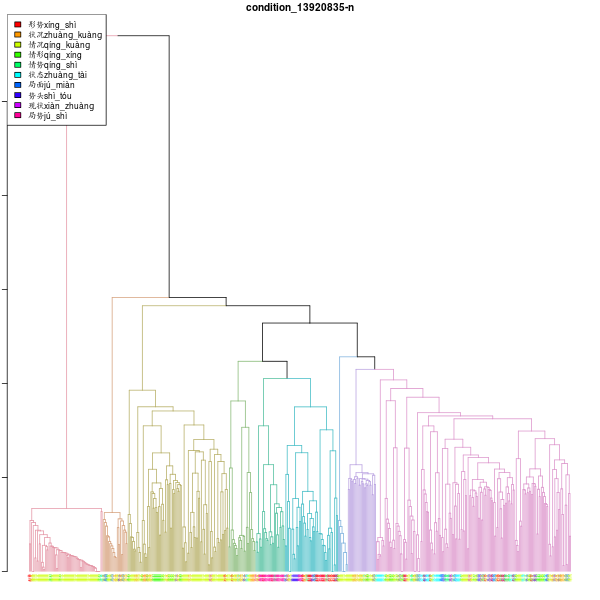 condition_13920835-n
形势xíng_shì
状况zhuàng_kuàng
情况qíng_kuàng
情形qíng_xíng
情势qíng_shì
状态zhuàng_tài
局面jú_miàn
势头shì_tóu
现状xiàn_zhuàng
局势jú_shì